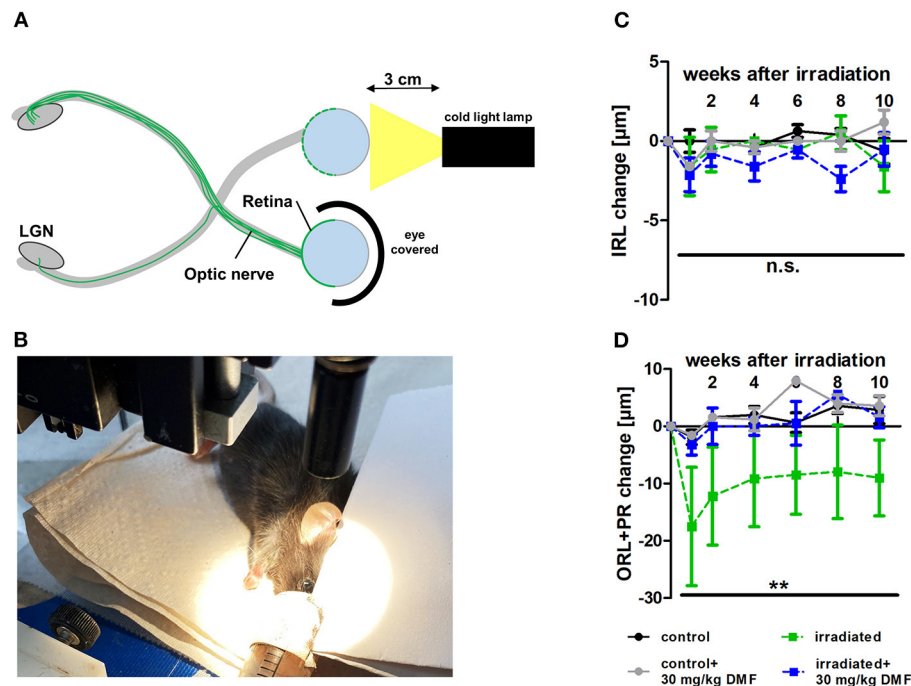 A
3 cm
cold light lamp
Retina
LGN
eye
covered
Optic nerve
B
C
weeks after irradiation
2 4 6 8 10
5
0
-5
-10
IRL change [µm]
n.s.
D
weeks after irradiation
2 4 6 8 10
10
0
-10
-20
-30
ORL+PR change [µm]
**
control
irradiated
control+
30 mg/kg DMF
irradiated+
30 mg/kg DMF